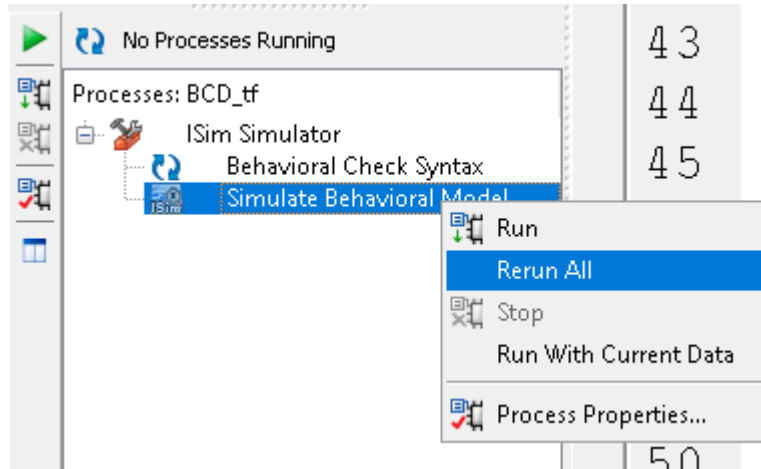 No Processes Running
Processes: BCD_tf
ISim Simulator
Behavioral Check Syntax
ISim
Simulate Behavioral Model
Run
Rerun All
Stop
Run With Current Data
Process Properties...
43
44
45
50